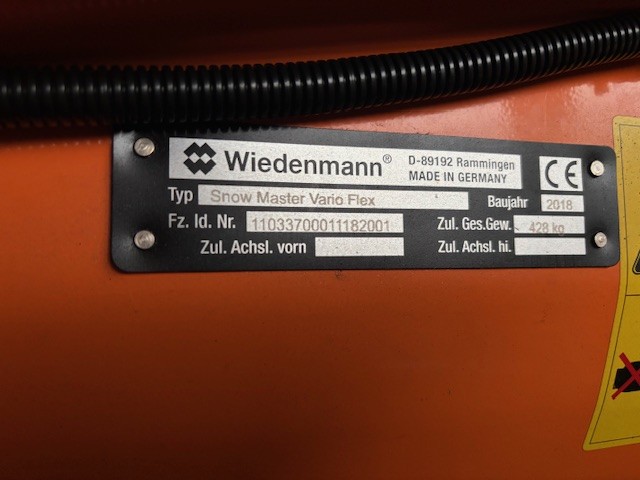 Wiedenmann® D-89192 Rammingen
MADE IN GERMANY
CE
Typ Snow Master Vario Flex Baujahr 2018
Fz. Id. Nr. 11033700011182001 Zul. Ges.Gew. 428 kg
Zul. Achsl. vorn Zul. Achsl. hi.